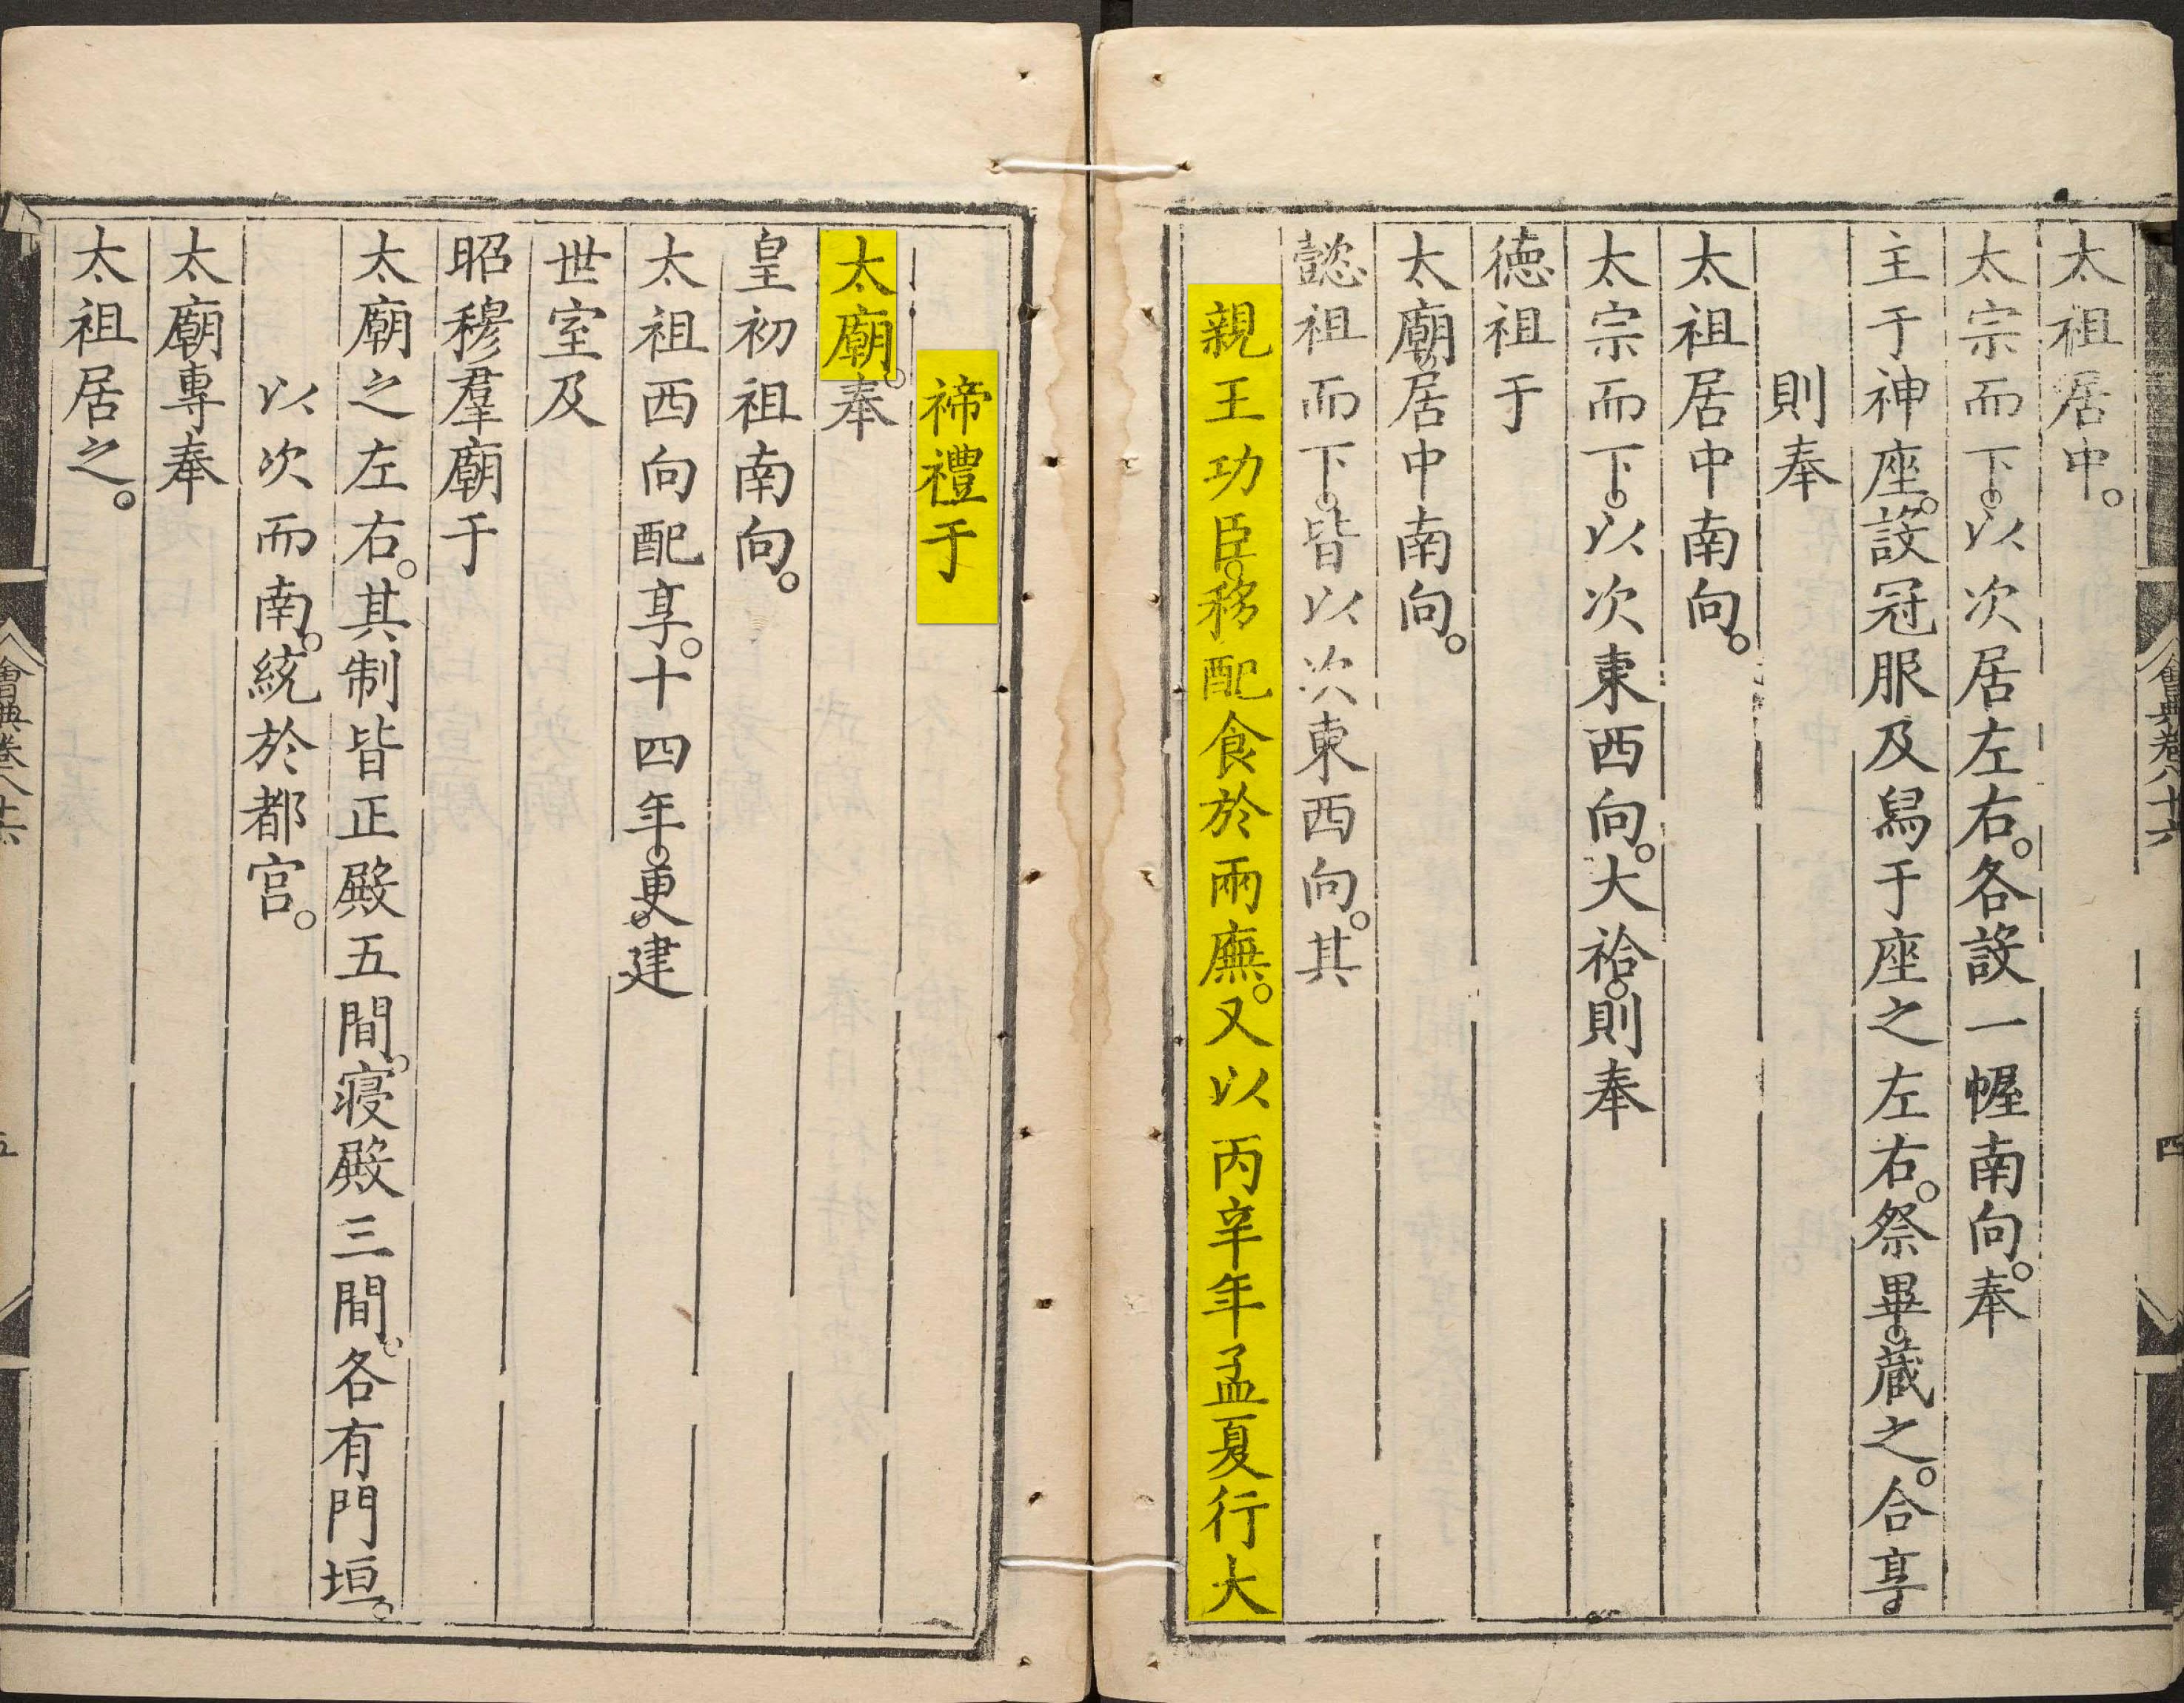 太祖居中。
太宗而下。以次居左右。各設一幄南向。奉
主于神座。設冠服及舄于座之左右。祭畢。蔵之。合享。
則奉
太祖居中南向。
太宗而下。以次東西向。大祫。則奉
徳祖于
太廟。居中南向。
懿祖而下。皆以次東西向。其
親王功臣。移配食於兩廡。又以丙辛年孟夏行大
禘禮于
太廟。奉
皇初祖南向。
太祖西向配享。十四年。更。建
世室及
昭穆羣廟于
太廟之左右。其制皆正殿五間。寝殿三間。各有門垣。
以次而南。統於都宫。
太廟專奉
太祖居之。
會典卷八十六
四
會典卷八十六
五